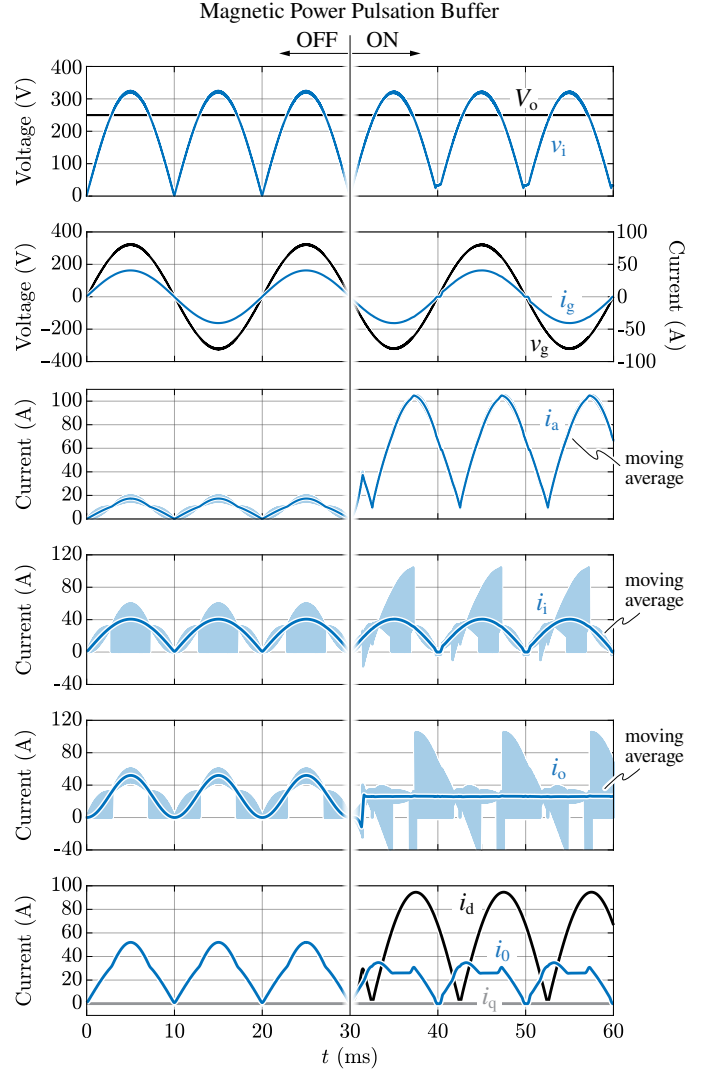 Magnetic Power Pulsation Buffer
OFF ON
Voltage (V)
400
300
200
100
0
V_o
v_i
Voltage (V)
400
200
0
-200
-400
i_g
v_g
100
50
0
-50
-100
Current (A)
Current (A)
100
80
60
40
20
0
i_a
moving
average
Current (A)
120
80
40
0
-40
i_i
moving
average
Current (A)
120
80
40
0
-40
i_o
moving
average
Current (A)
100
80
60
40
20
0
i_d
i_0
i_q
0 10 20 30 40 50 60
t (ms)